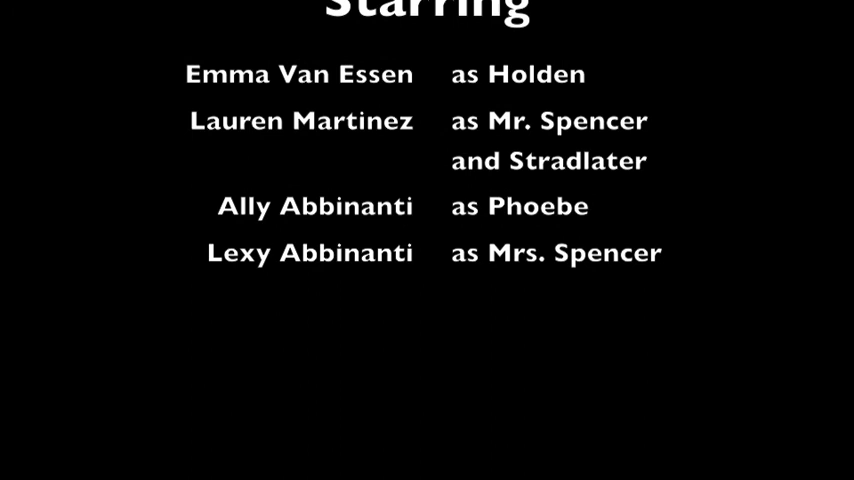 Starring
Emma Van Essen as Holden
Lauren Martinez as Mr. Spencer
and Stradlater
Ally Abbinanti as Phoebe
Lexy Abbinanti as Mrs. Spencer